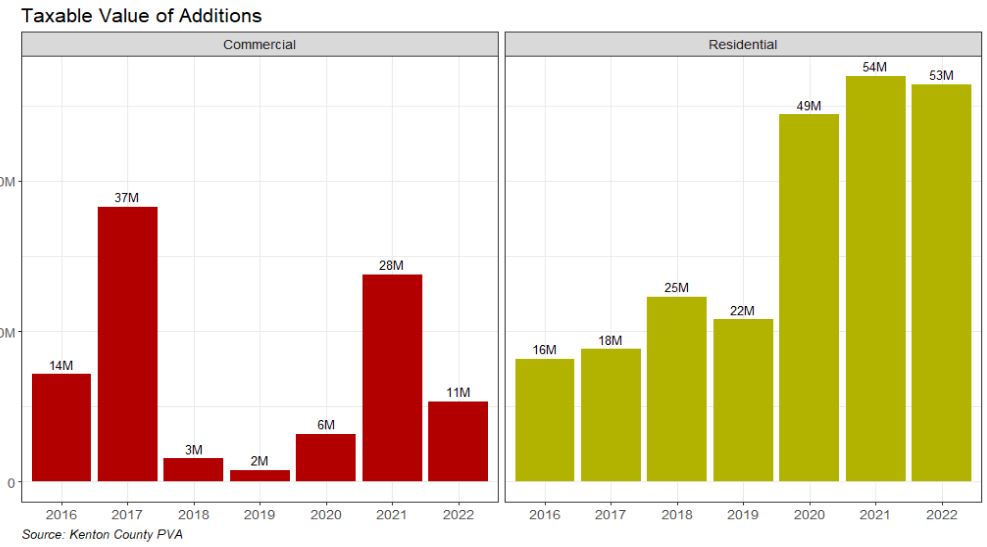 Taxable Value of Additions
Commercial
Residential
0M
0M
0
14M
37M
3M
2M
6M
28M
11M
16M
18M
25M
22M
49M
54M
53M
2016 2017 2018 2019 2020 2021 2022
2016 2017 2018 2019 2020 2021 2022
Source: Kenton County PVA